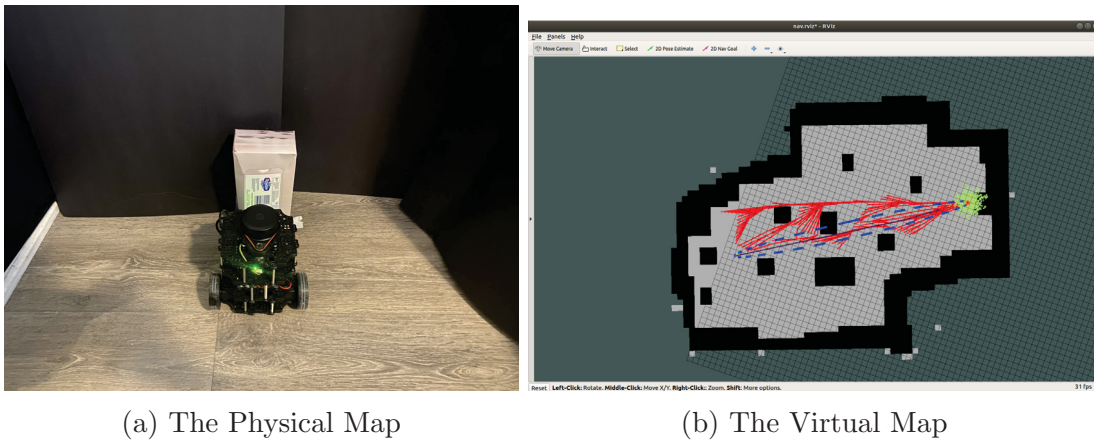 nav.rviz* - RViz
File Panels Help
Move Camera Interact Select 2D Pose Estimate 2D Nav Goal
Reset Left-Click: Rotate. Middle-Click: Move X/Y. Right-Click:: Zoom. Shift: More options. 31 fps
(a) The Physical Map (b) The Virtual Map